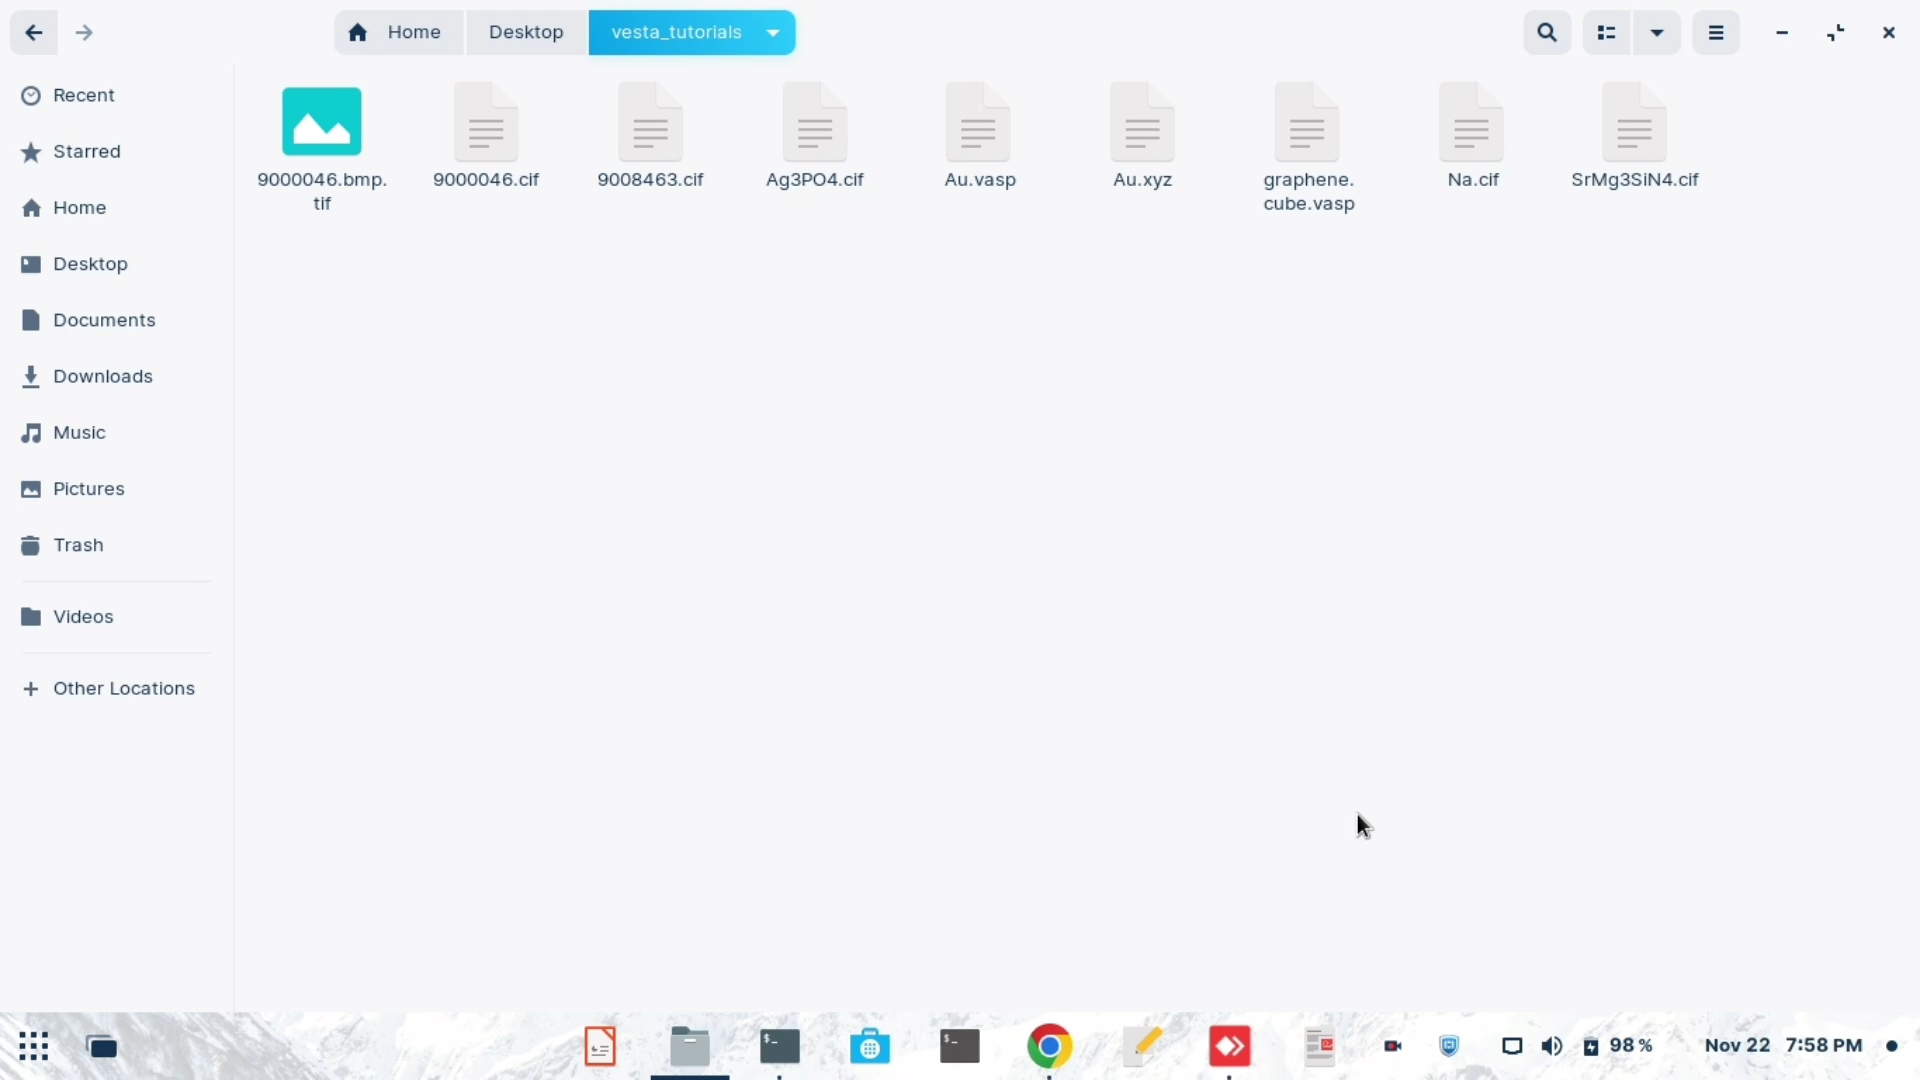 Home
Desktop
vesta_tutorials
Recent
Starred
Home
Desktop
Documents
Downloads
Music
Pictures
Trash
Videos
Other Locations
9000046.bmp.
tif
9000046.cif
9008463.cif
Ag3PO4.cif
Au.vasp
Au.xyz
graphene.
cube.vasp
Na.cif
SrMg3SiN4.cif
98 %
Nov 22 7:58 PM